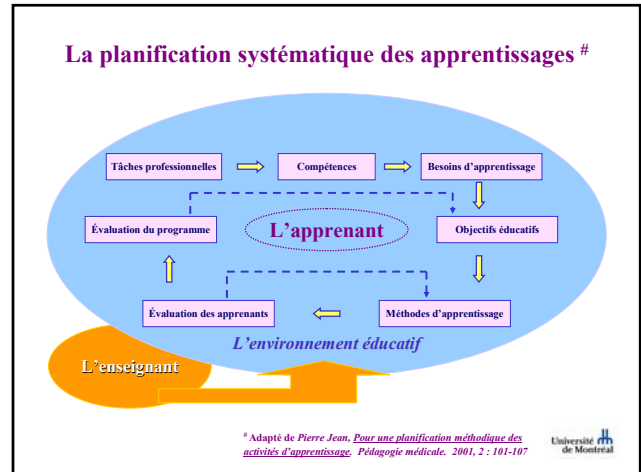 La planification systématique des apprentissages #
Tâches professionnelles
Compétences
Besoins d'apprentissage
Évaluation du programme
L'apprenant
Objectifs éducatifs
Évaluation des apprenants
Méthodes d'apprentissage
L'environnement éducatif
L'enseignant
# Adapté de Pierre Jean, Pour une planification méthodique des
activités d'apprentissage. Pédagogie médicale. 2001, 2 : 101-107
Université
de Montréal